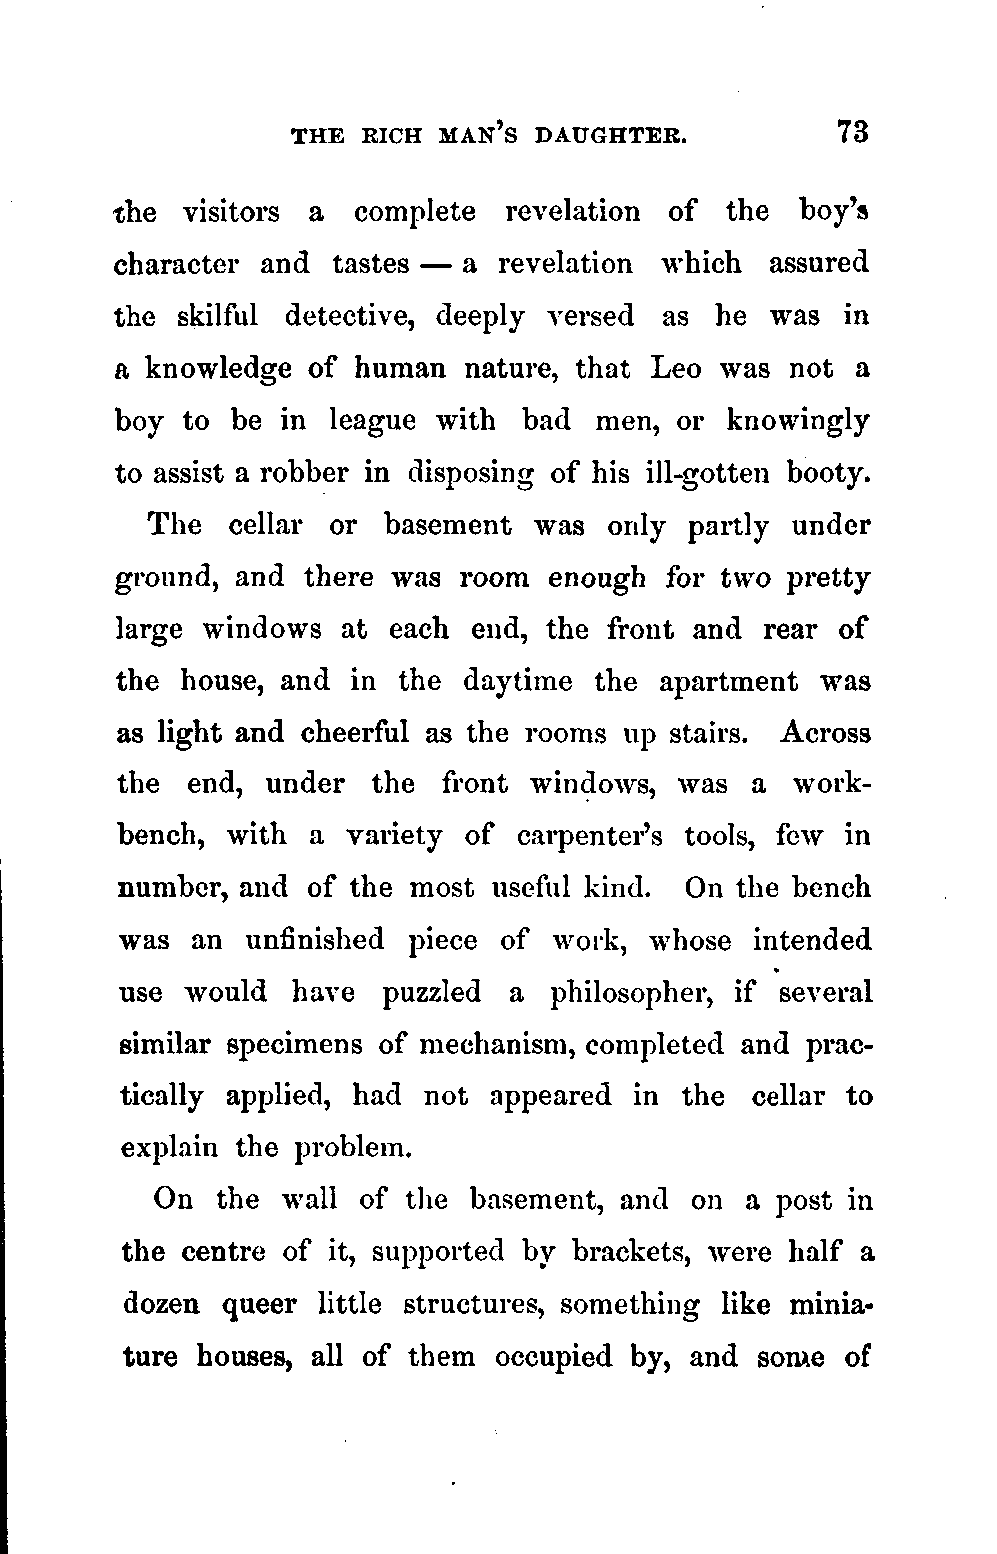 THE RICH MAN'S DAUGHTER. 73
the visitors a complete revelation of the boy's
character and tastes — a revelation which assured
the skilful detective, deeply versed as he was in
a knowledge of human nature, that Leo was not a
boy to be in league with bad men, or knowingly
to assist a robber in disposing of his ill-gotten booty.
The cellar or basement was only partly under
ground, and there was room enough for two pretty
large windows at each end, the front and rear of
the house, and in the daytime the apartment was
as light and cheerful as the rooms up stairs. Across
the end, under the front windows, was a work-
bench, with a variety of carpenter's tools, few in
number, and of the most useful kind. On the bench
was an unfinished piece of work, whose intended
use would have puzzled a philosopher, if several
similar specimens of mechanism, completed and prac-
tically applied, had not appeared in the cellar to
explain the problem.
On the wall of the basement, and on a post in
the centre of it, supported by brackets, were half a
dozen queer little structures, something like minia-
ture houses, all of them occupied by, and some of